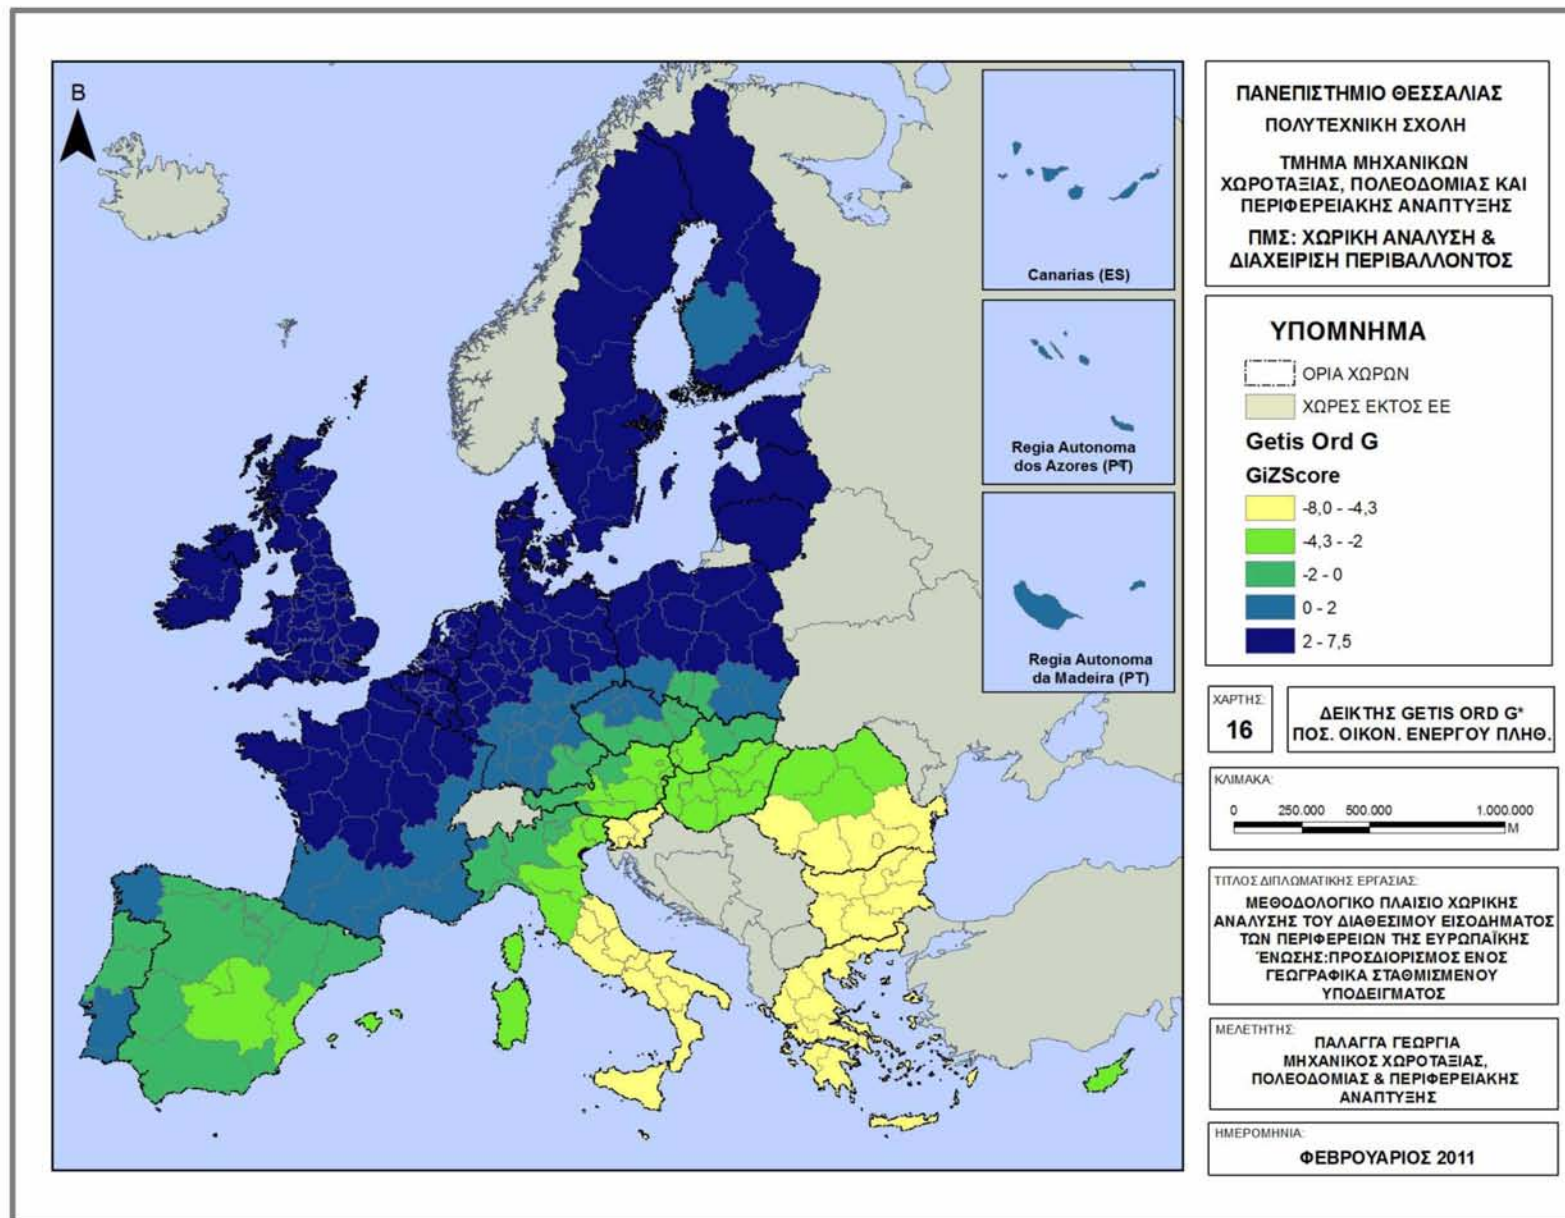 B
Canarias (ES)
Regia Autonoma
dos Azores (PT)
Regia Autonoma
da Madeira (PT)
ΠΑΝΕΠΙΣΤΗΜΙΟ ΘΕΣΣΑΛΙΑΣ
ΠΟΛΥΤΕΧΝΙΚΗ ΣΧΟΛΗ
ΤΜΗΜΑ ΜΗΧΑΝΙΚΩΝ
ΧΩΡΟΤΑΞΙΑΣ, ΠΟΛΕΟΔΟΜΙΑΣ ΚΑΙ
ΠΕΡΙΦΕΡΕΙΑΚΗΣ ΑΝΑΠΤΥΞΗΣ
ΠΜΣ: ΧΩΡΙΚΗ ΑΝΑΛΥΣΗ &
ΔΙΑΧΕΙΡΙΣΗ ΠΕΡΙΒΑΛΛΟΝΤΟΣ
ΥΠΟΜΝΗΜΑ
ΟΡΙΑ ΧΩΡΩΝ
ΧΩΡΕΣ ΕΚΤΟΣ ΕΕ
Getis Ord G
GiZScore
-8,0 - -4,3
-4,3 - -2
-2 - 0
0 - 2
2 - 7,5
ΧΑΡΤΗΣ:
16
ΔΕΙΚΤΗΣ GETIS ORD G*
ΠΟΣ. ΟΙΚΟΝ. ΕΝΕΡΓΟΥ ΠΛΗΘ.
ΚΛΙΜΑΚΑ:
0 250.000 500.000 1.000.000
M
ΤΙΤΛΟΣ ΔΙΠΛΩΜΑΤΙΚΗΣ ΕΡΓΑΣΙΑΣ:
ΜΕΘΟΔΟΛΟΓΙΚΟ ΠΛΑΙΣΙΟ ΧΩΡΙΚΗΣ
ΑΝΑΛΥΣΗΣ ΤΟΥ ΔΙΑΘΕΣΙΜΟΥ ΕΙΣΟΔΗΜΑΤΟΣ
ΤΩΝ ΠΕΡΙΦΕΡΕΙΩΝ ΤΗΣ ΕΥΡΩΠΑΪΚΗΣ
ΈΝΩΣΗΣ:ΠΡΟΣΔΙΟΡΙΣΜΟΣ ΕΝΟΣ
ΓΕΩΓΡΑΦΙΚΑ ΣΤΑΘΜΙΣΜΕΝΟΥ
ΥΠΟΔΕΙΓΜΑΤΟΣ
ΜΕΛΕΤΗΤΗΣ:
ΠΑΛΑΓΓΑ ΓΕΩΡΓΙΑ
ΜΗΧΑΝΙΚΟΣ ΧΩΡΟΤΑΞΙΑΣ,
ΠΟΛΕΟΔΟΜΙΑΣ & ΠΕΡΙΦΕΡΕΙΑΚΗΣ
ΑΝΑΠΤΥΞΗΣ
ΗΜΕΡΟΜΗΝΙΑ:
ΦΕΒΡΟΥΑΡΙΟΣ 2011